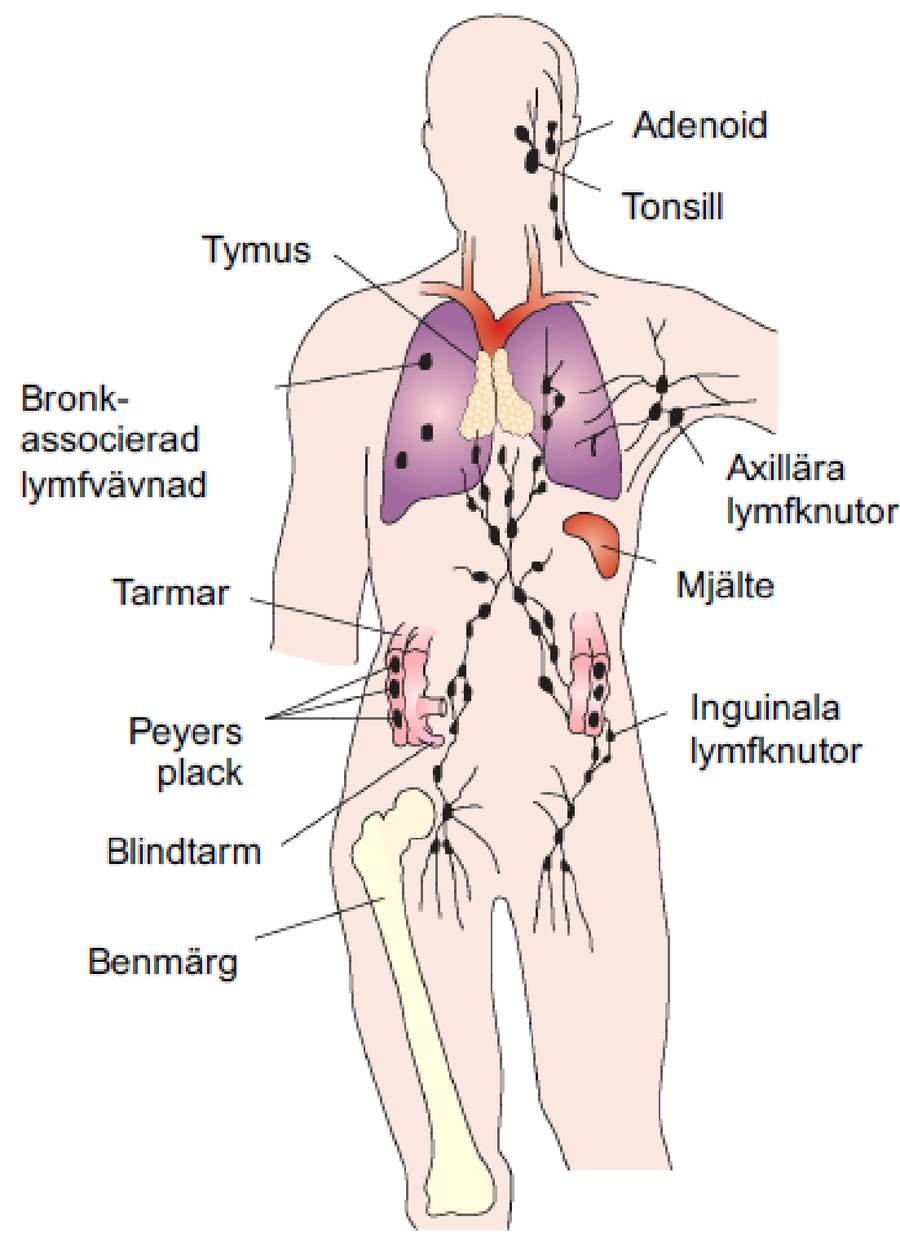 Adenoid
Tonsill
Tymus
Bronk-
associerad
lymfvävnad
Axillära
lymfknutor
Mjälte
Tarmar
Inguinala
lymfknutor
Peyers
plack
Blindtarm
Benmärg